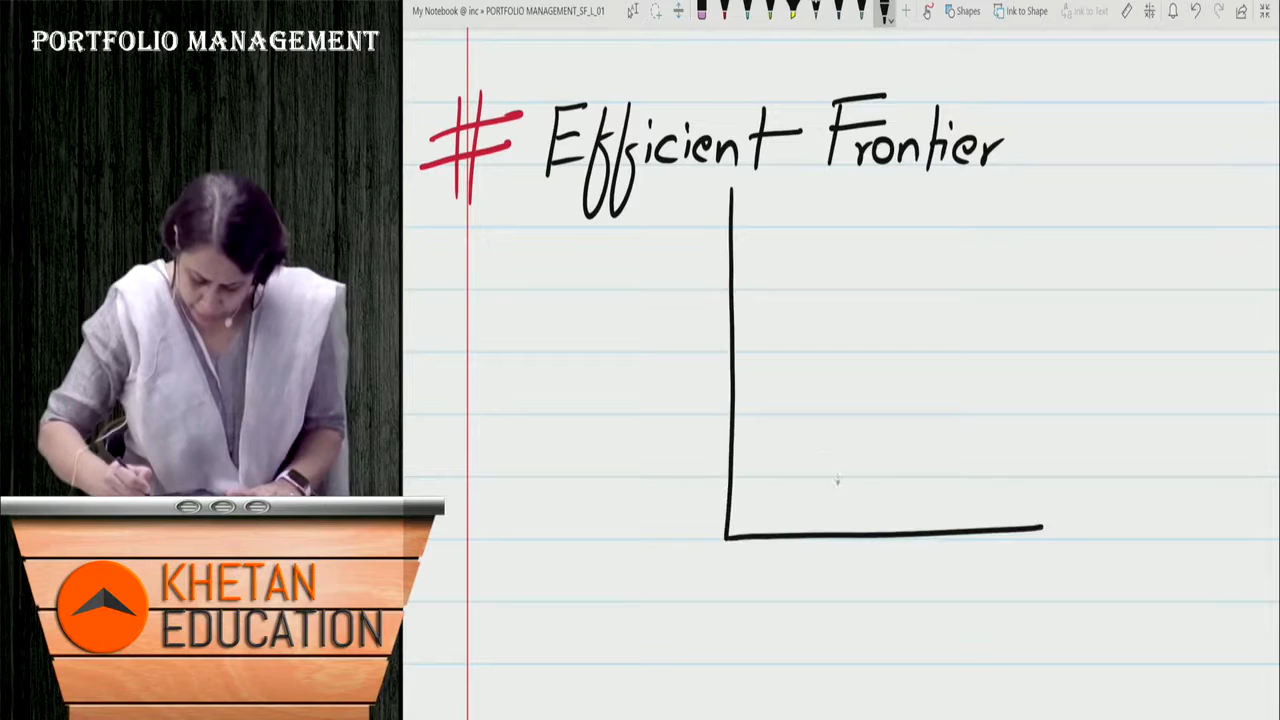 PORTFOLIO MANAGEMENT
My Notebook @ inc » PORTFOLIO MANAGEMENT_SF_L_01
Shapes
Ink to Shape
Ink to Text
# Efficient Frontier
KHETAN
EDUCATION